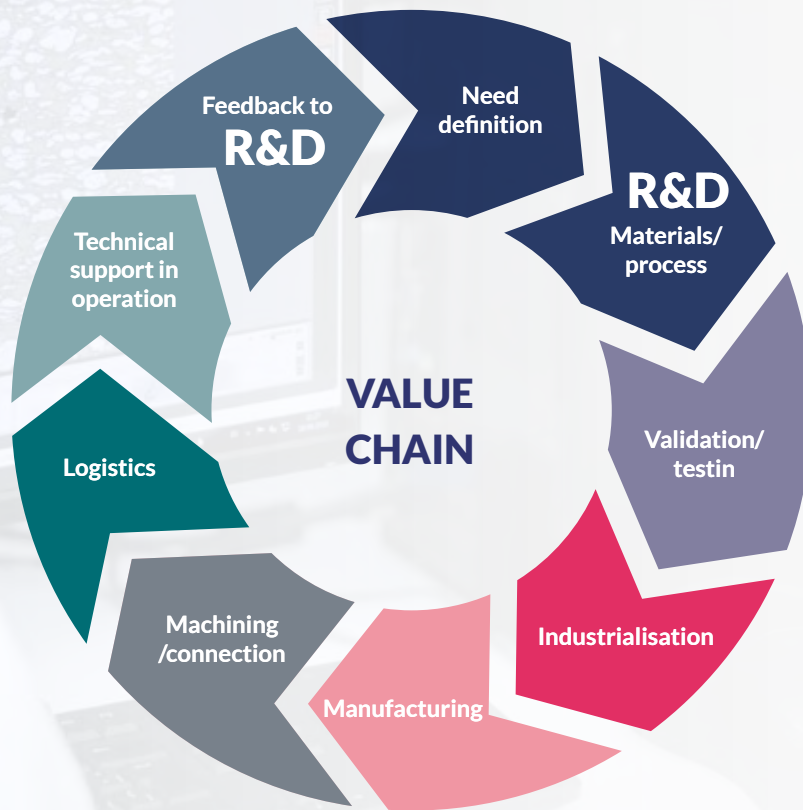 VALUE
CHAIN
Need
definition
R&D
Materials/
process
Validation/
testin
Industrialisation
Manufacturing
Machining
/connection
Logistics
Technical
support in
operation
Feedback to
R&D